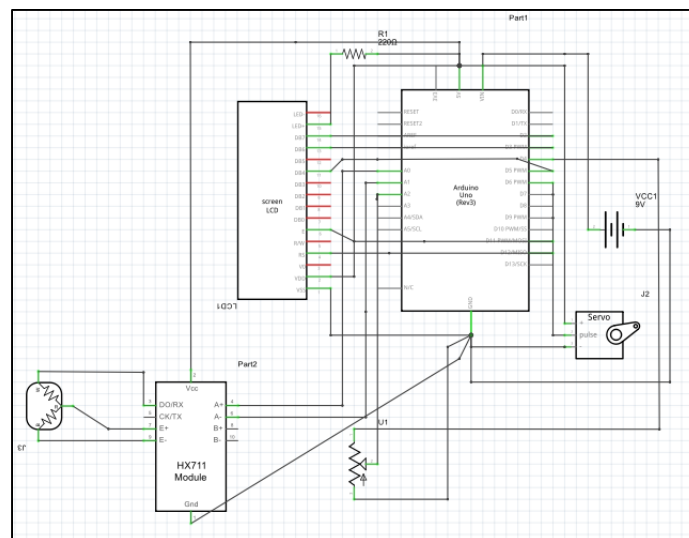 Part1
R1
220Ω
3V3
5V
VIN
LED-
LED+
DB7
DB6
DB5
DB4
DB3
DB2
DB1
DB0
E
R/W
RS
V0
VDD
VSS
screen
LCD
LCD1
RESET
RESET2
AREF
ioref
A0
A1
A2
A3
A4/SDA
A5/SCL
N/C
Arduino
Uno
(Rev3)
D0/RX
D1/TX
D2
D3 PWM
D4
D5 PWM
D6 PWM
D7
D8
D9 PWM
D10 PWM/SS
D11 PWM/MOSI
D12/MISO
D13/SCK
GND
VCC1
9V
J2
Servo
+
pulse
-
Part2
Vcc
DO/RX
CK/TX
E+
E-
A+
A-
B+
B-
HX711
Module
Gnd
J3
U1